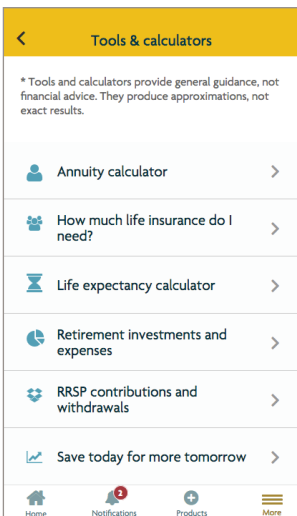 Tools & calculators
* Tools and calculators provide general guidance, not
financial advice. They produce approximations, not
exact results.
Annuity calculator
How much life insurance do I
need?
Life expectancy calculator
Retirement investments and
expenses
RRSP contributions and
withdrawals
Save today for more tomorrow
2
Home Notifications Products More